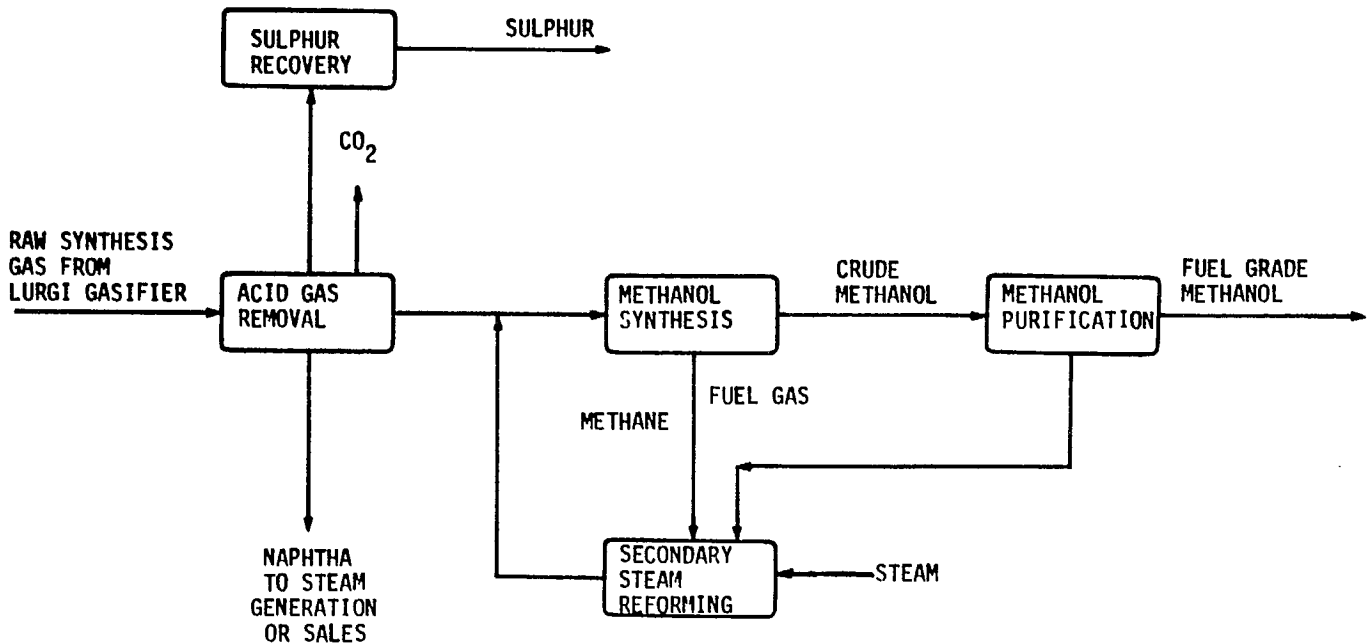 SULPHUR
RECOVERY
SULPHUR
CO2
RAW SYNTHESIS
GAS FROM
LURGI GASIFIER
ACID GAS
REMOVAL
METHANOL
SYNTHESIS
CRUDE
METHANOL
METHANOL
PURIFICATION
FUEL GRADE
METHANOL
METHANE
FUEL GAS
NAPHTHA
TO STEAM
GENERATION
OR SALES
SECONDARY
STEAM
REFORMING
STEAM